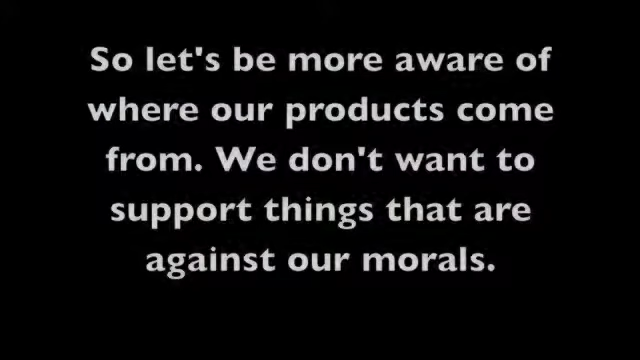 So let's be more aware of
where our products come
from. We don't want to
support things that are
against our morals.